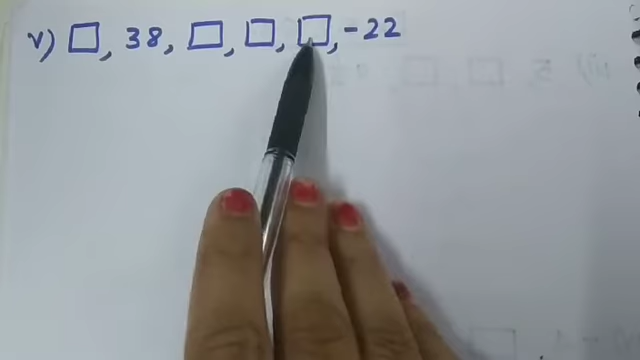 v) □, 38, □, □, □, -22